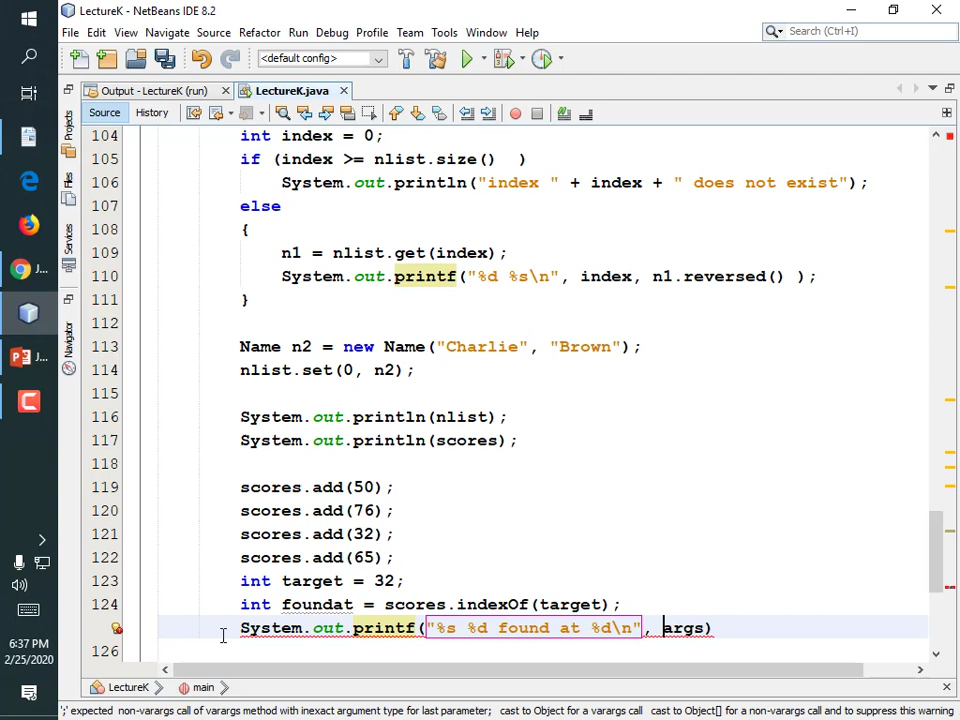 LectureK - NetBeans IDE 8.2
File Edit View Navigate Source Refactor Run Debug Profile Team Tools Window Help
Search (Ctrl+I)
<default config>
Output - LectureK (run) LectureK.java
Source History
104 int index = 0;
105 if (index >= nlist.size()  )
106 System.out.println("index " + index + " does not exist");
107 else
108 {
109 n1 = nlist.get(index);
110 System.out.printf("%d %s\n", index, n1.reversed() );
111 }
112
113 Name n2 = new Name("Charlie", "Brown");
114 nlist.set(0, n2);
115
116 System.out.println(nlist);
117 System.out.println(scores);
118
119 scores.add(50);
120 scores.add(76);
121 scores.add(32);
122 scores.add(65);
123 int target = 32;
124 int foundat = scores.indexOf(target);
System.out.printf("%s %d found at %d\n", args)
126
Projects
Files
Services
Navigator
J...
J...
6:37 PM
2/25/2020
LectureK main
';' expected non-varargs call of varargs method with inexact argument type for last parameter; cast to Object for a varargs call cast to Object[] for a non-varargs call and to suppress this warning